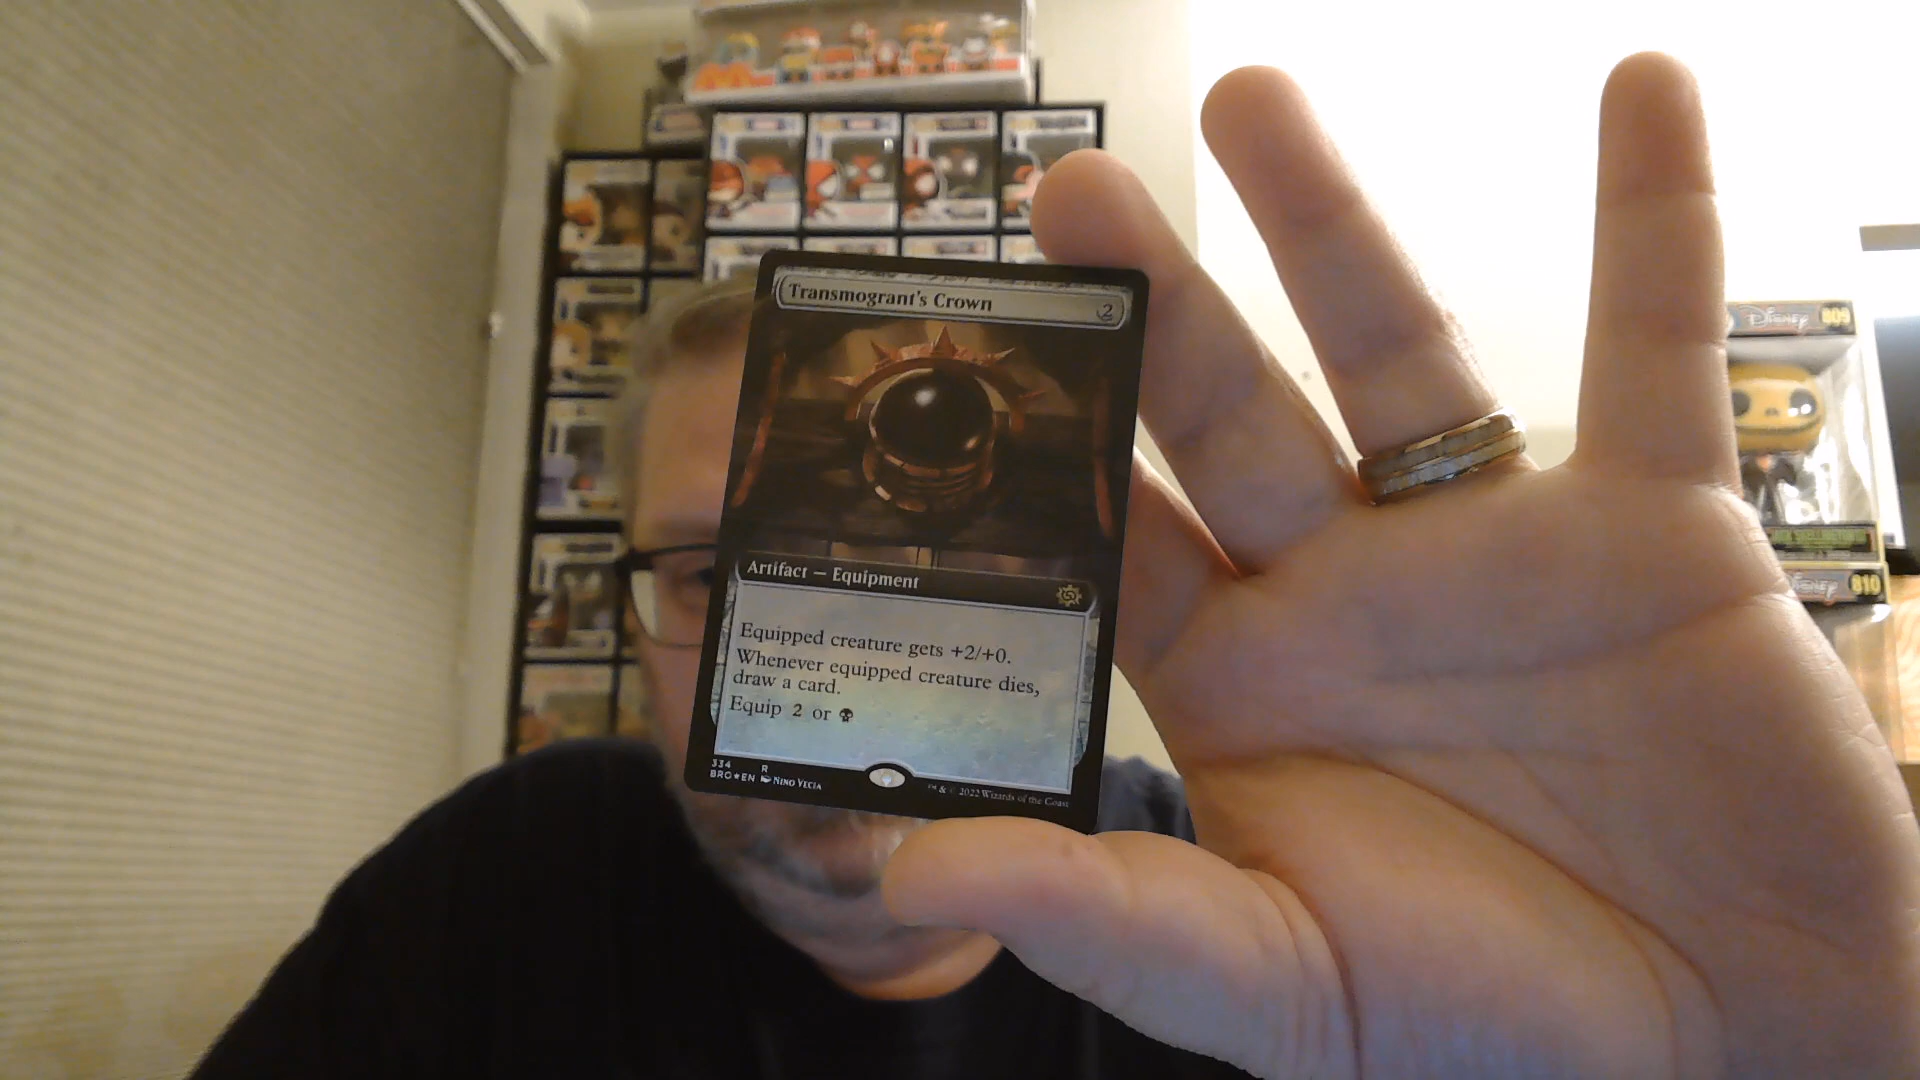 Transmogrant's Crown 2
Artifact — Equipment
Equipped creature gets +2/+0.
Whenever equipped creature dies,
draw a card.
Equip 2 or
334 R
BRO★EN Nino Vecia
™ & © 2022 Wizards of the Coast
Disney 809
Disney 810